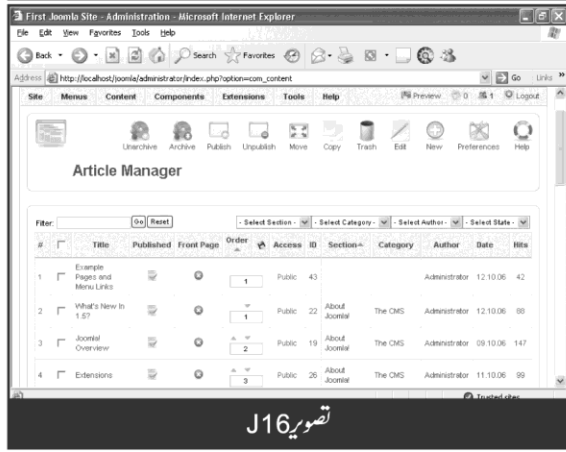 First Joomla Site - Administration - Microsoft Internet Explorer
File Edit View Favorites Tools Help
Back Search Favorites
Address http://localhost/joomla/administrator/index.php?option=com_content Go Links »
Site Menus Content Components Extensions Tools Help Preview 0 1 Logout
Unarchive Archive Publish Unpublish Move Copy Trash Edit New Preferences Help
Article Manager
Filter: Go Reset - Select Section - - Select Category - - Select Author - - Select State -
# Title Published Front Page Order Access ID Section Category Author Date Hits
1 Example Pages and Menu Links 1 Public 43 Administrator 12.10.06 42
2 What's New In 1.5? 1 Public 22 About Joomla! The CMS Administrator 12.10.06 88
3 Joomla! Overview 2 Public 19 About Joomla! The CMS Administrator 09.10.06 147
4 Extensions 3 Public 26 About Joomla! The CMS Administrator 11.10.06 99
Trusted sites
تصویر J16